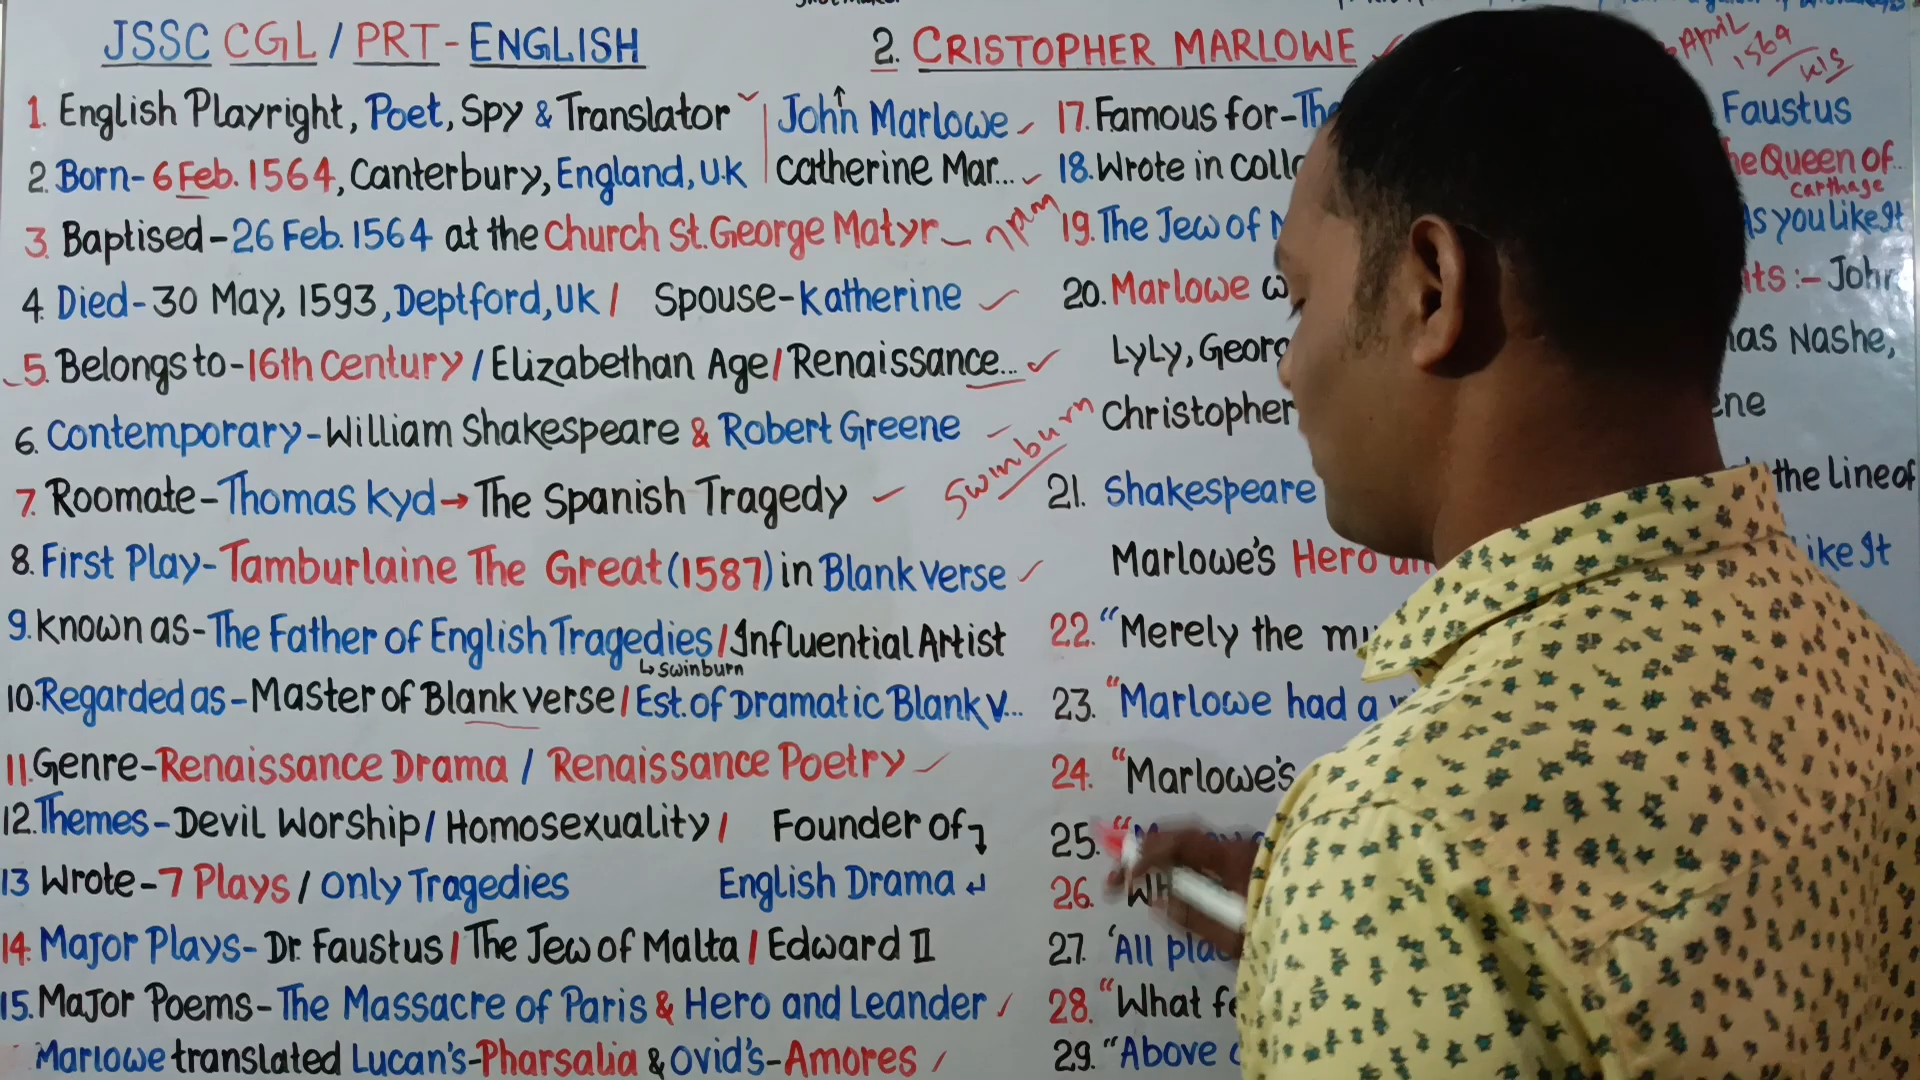 JSSC CGL / PRT - ENGLISH
2. CRISTOPHER MARLOWE
April
1564
W/S
1. English Playright, Poet, Spy & Translator
John Marlowe
Catherine Mar...
2. Born - 6 Feb. 1564, Canterbury, England, U.K
3. Baptised - 26 Feb. 1564 at the Church St. George Matyr
4. Died - 30 May, 1593, Deptford, Uk / Spouse - Katherine
5. Belongs to - 16th Century / Elizabethan Age / Renaissance...
6. Contemporary - William Shakespeare & Robert Greene
Swinburn
7. Roomate - Thomas Kyd → The Spanish Tragedy
8. First Play - Tamburlaine The Great (1587) in Blank verse
9. Known as - The Father of English Tragedies / Influential Artist
↳ Swinburn
10. Regarded as - Master of Blank verse / Est. of Dramatic Blank V...
11. Genre - Renaissance Drama / Renaissance Poetry
12. Themes - Devil Worship / Homosexuality / Founder of
English Drama
13 Wrote - 7 Plays / Only Tragedies
14. Major Plays - Dr. Faustus / The Jew of Malta / Edward II
15. Major Poems - The Massacre of Paris & Hero and Leander
Marlowe translated Lucan's - Pharsalia & Ovid's - Amores
17. Famous for - The Faustus
18. Wrote in he Queen of...
carthage
19. The Jew of As you Like It
20. Marlowe its :- John
LyLy, Georg Nashe,
Christopher ene
21. Shakespeare the Line of
Marlowe's Hero Like It
22. "Merely the
23. "Marlowe had a
24. "Marlowe's
25. "
26. "
27. 'All
28. "What
29. "Above